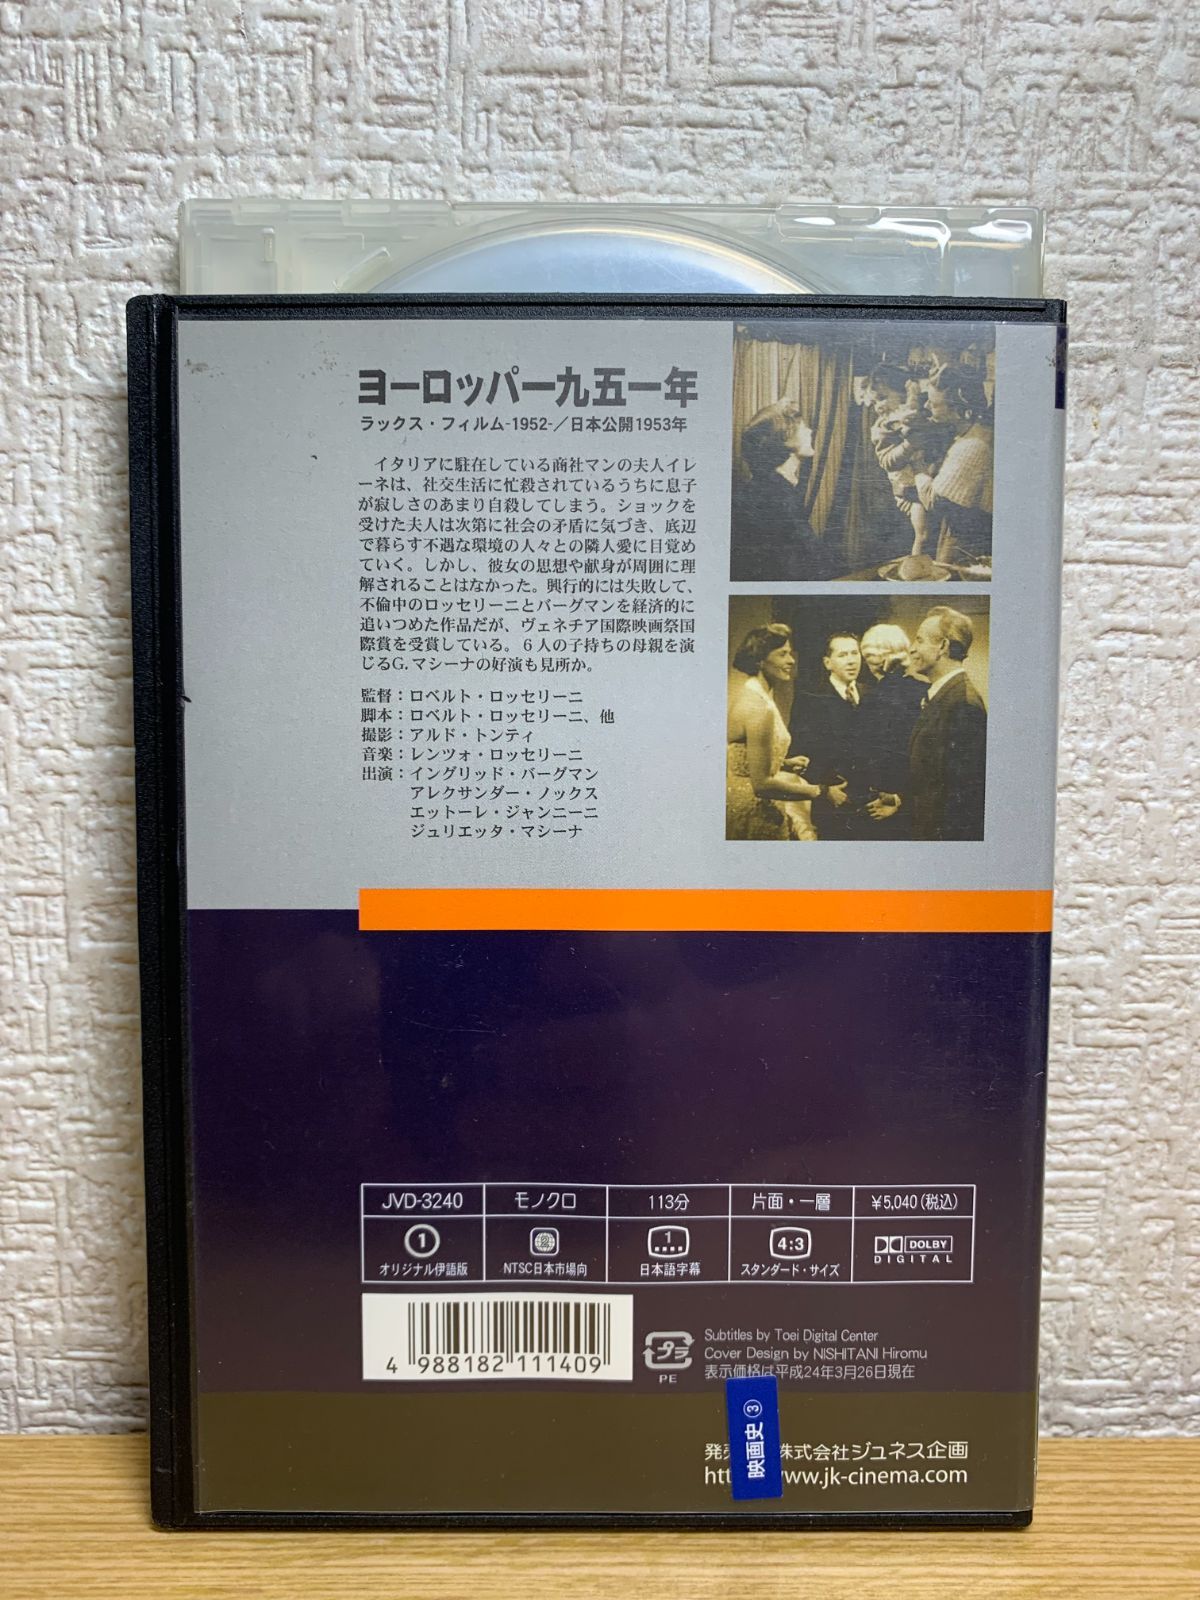 ヨーロッパ一九五一年
ラックス・フィルム-1952-／日本公開1953年
イタリアに駐在している商社マンの夫人イレ
ーネは、社交生活に忙殺されているうちに息子
が寂しさのあまり自殺してしまう。ショックを
受けた夫人は次第に社会の矛盾に気づき、底辺
で暮らす不遇な環境の人々との隣人愛に目覚め
ていく。しかし、彼女の思想や献身が周囲に理
解されることはなかった。興行的には失敗して、
不倫中のロッセリーニとバーグマンを経済的に
追いつめた作品だが、ヴェネチア国際映画祭国
際賞を受賞している。６人の子持ちの母親を演
じるG.マシーナの好演も見所か。
監督：ロベルト・ロッセリーニ
脚本：ロベルト・ロッセリーニ、他
撮影：アルド・トンティ
音楽：レンツォ・ロッセリーニ
出演：イングリッド・バーグマン
アレクサンダー・ノックス
エットーレ・ジャンニーニ
ジュリエッタ・マシーナ
JVD-3240 モノクロ 113分 片面・一層 ￥5,040(税込)
1 2 1 4:3 DOLBY
オリジナル伊語版 NTSC日本市場向 日本語字幕 スタンダード・サイズ DIGITAL
4 988182 111409
プラ
PE
Subtitles by Toei Digital Center
Cover Design by NISHITANI Hiromu
表示価格は平成24年3月26日現在
映画史③
発売 株式会社ジュネス企画
htt www.jk-cinema.com